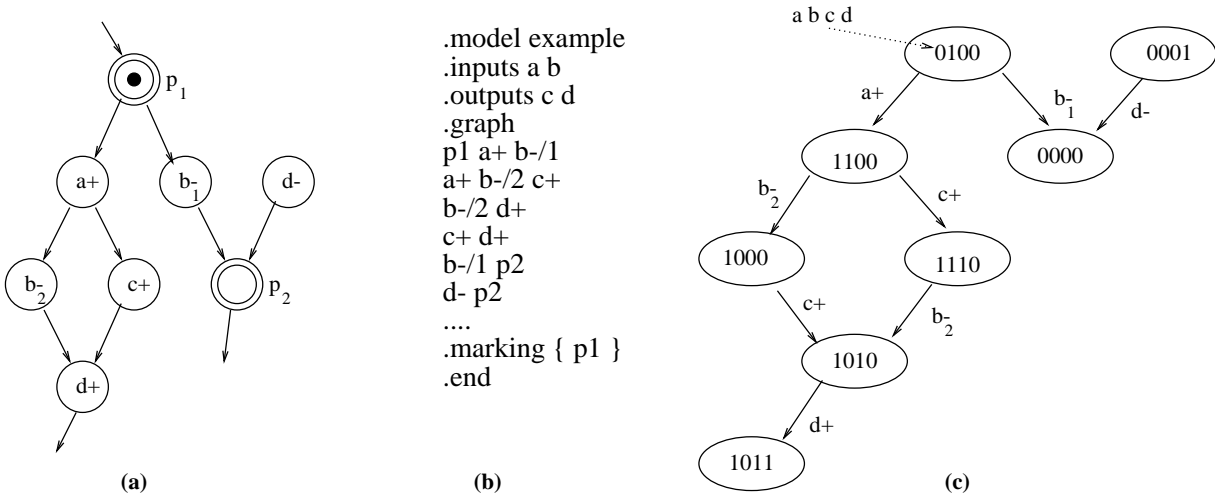 p1
a+
b-1
d-
b-2
c+
p2
d+
(a)
.model example
.inputs a b
.outputs c d
.graph
p1 a+ b-/1
a+ b-/2 c+
b-/2 d+
c+ d+
b-/1 p2
d- p2
....
.marking { p1 }
.end
(b)
a b c d
0100
0001
a+
b-1
d-
1100
0000
b-2
c+
1000
1110
c+
b-2
1010
d+
1011
(c)